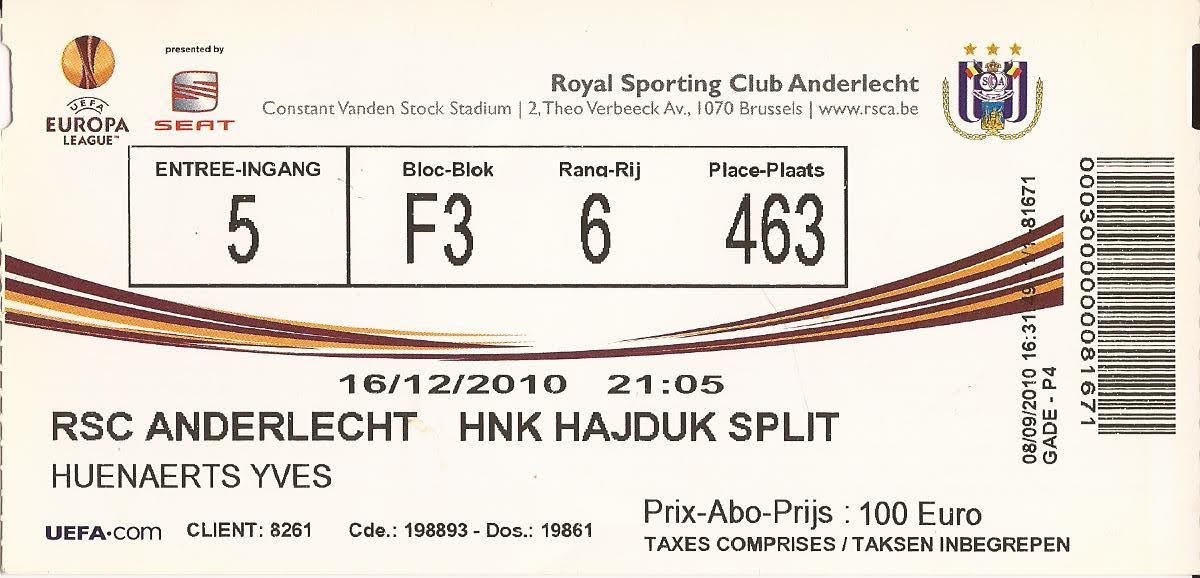 presented by
UEFA
EUROPA
LEAGUE™
SEAT
Royal Sporting Club Anderlecht
Constant Vanden Stock Stadium | 2, Theo Verbeeck Av., 1070 Brussels | www.rsca.be
ENTREE-INGANG Bloc-Blok Rang-Rij Place-Plaats
5 F3 6 463
16/12/2010 21:05
RSC ANDERLECHT HNK HAJDUK SPLIT
HUENAERTS YVES
UEFA.com CLIENT: 8261 Cde.: 198893 - Dos.: 19861
Prix-Abo-Prijs : 100 Euro
TAXES COMPRISES / TAKSEN INBEGREPEN
08/09/2010 16:31
GADE - P4
00030000000081671